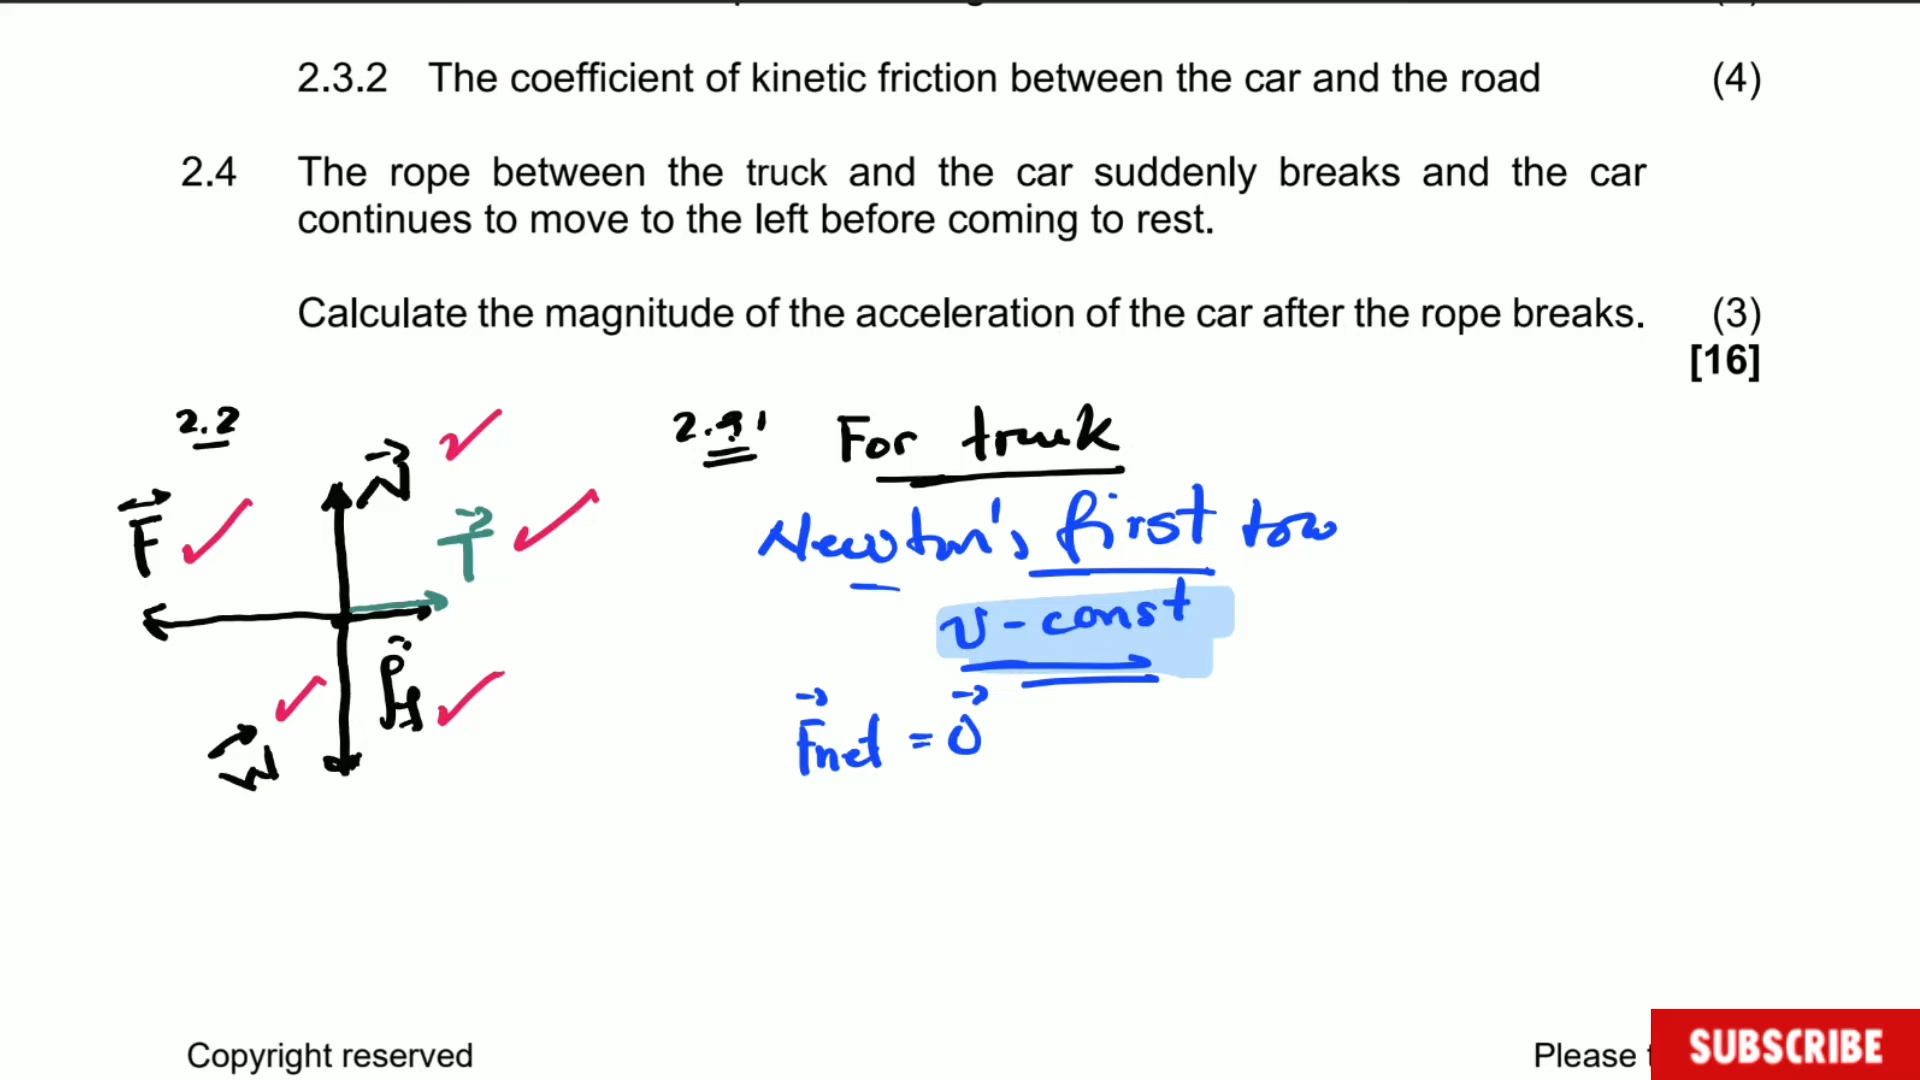 2.3.2 The coefficient of kinetic friction between the car and the road (4)
2.4 The rope between the truck and the car suddenly breaks and the car
continues to move to the left before coming to rest.
Calculate the magnitude of the acceleration of the car after the rope breaks. (3)
[16]
2.2
N
F
T
W
2.3.1 For truck
Newton's first
v - const
Fnet = 0
Copyright reserved
Please
SUBSCRIBE